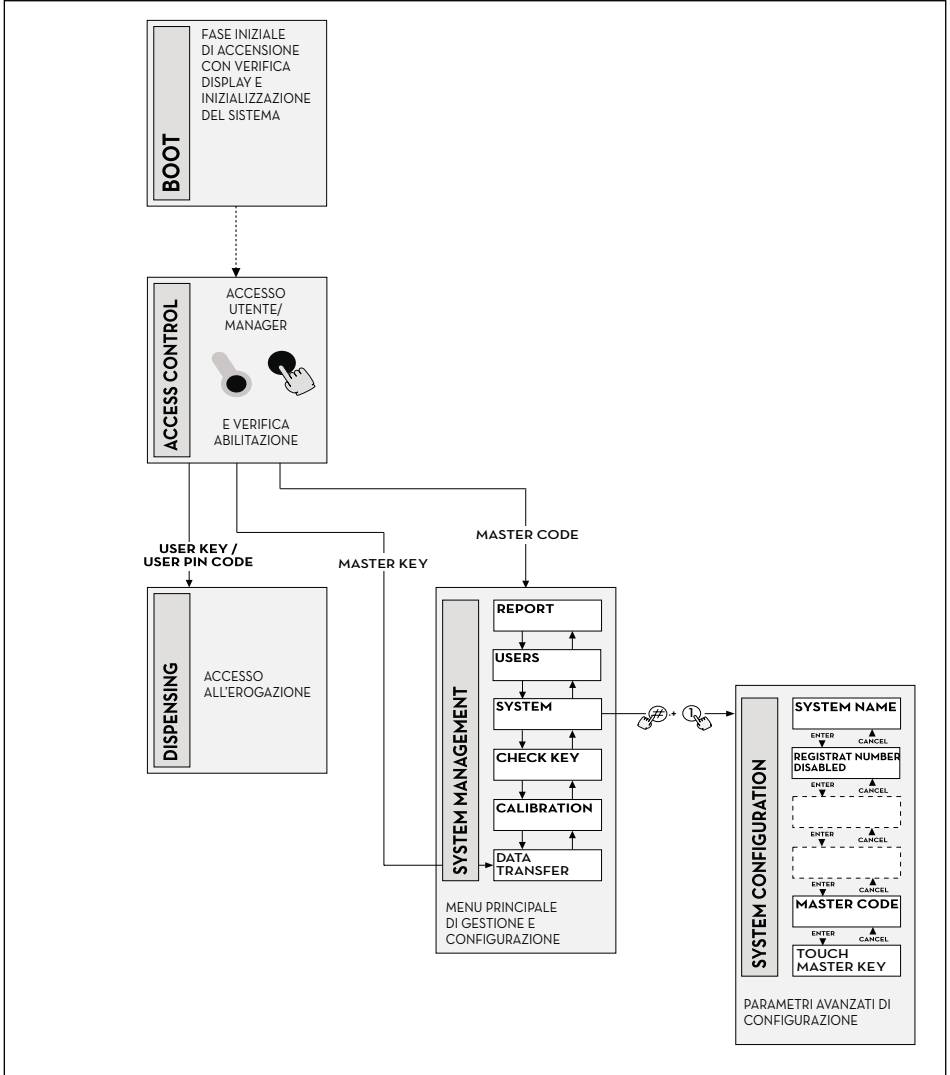 BOOT
FASE INIZIALE
DI ACCENSIONE
CON VERIFICA
DISPLAY E
INIZIALIZZAZIONE
DEL SISTEMA
ACCESS CONTROL
ACCESSO
UTENTE/
MANAGER
E VERIFICA
ABILITAZIONE
USER KEY /
USER PIN CODE
MASTER KEY
MASTER CODE
DISPENSING
ACCESSO
ALL'EROGAZIONE
SYSTEM MANAGEMENT
REPORT
USERS
SYSTEM
CHECK KEY
CALIBRATION
DATA
TRANSFER
MENU PRINCIPALE
DI GESTIONE E
CONFIGURAZIONE
# + 1
SYSTEM CONFIGURATION
SYSTEM NAME
ENTER CANCEL
REGISTRAT NUMBER
DISABLED
ENTER CANCEL
ENTER CANCEL
ENTER CANCEL
MASTER CODE
ENTER CANCEL
TOUCH
MASTER KEY
PARAMETRI AVANZATI DI
CONFIGURAZIONE